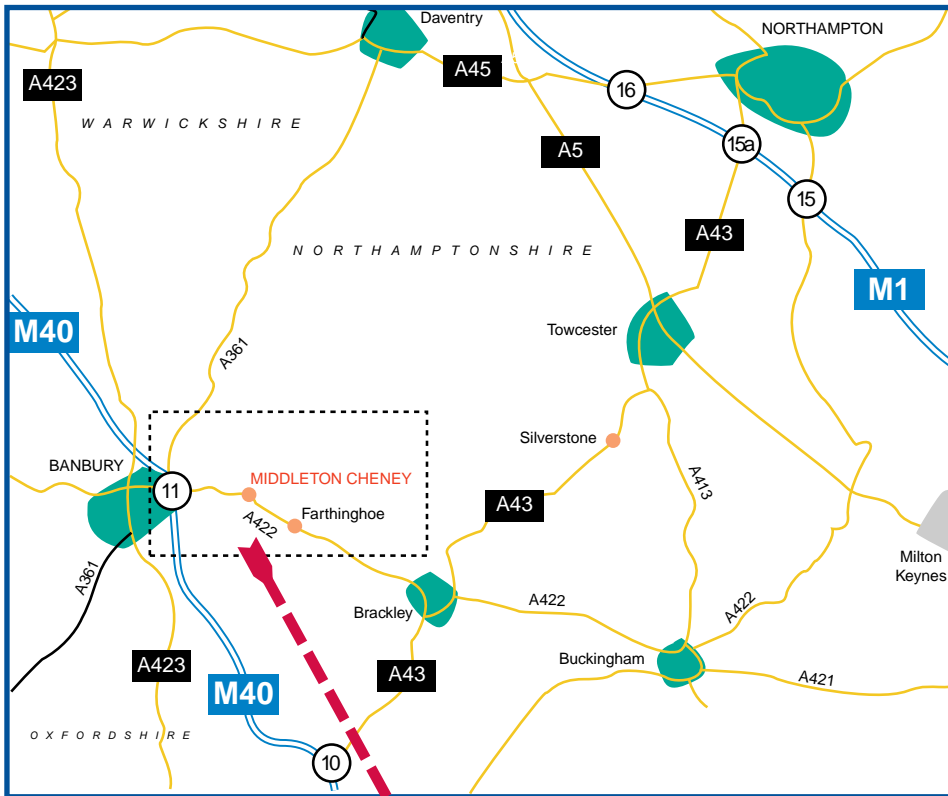 Daventry
NORTHAMPTON
A423
A45
16
WARWICKSHIRE
A5
15a
15
A43
NORTHAMPTONSHIRE
M1
M40
A361
Towcester
Silverstone
BANBURY
11
MIDDLETON CHENEY
A413
A43
Farthinghoe
A422
Milton
Keynes
A361
Brackley
A422
A422
A423
A43
Buckingham
A421
M40
OXFORDSHIRE
10